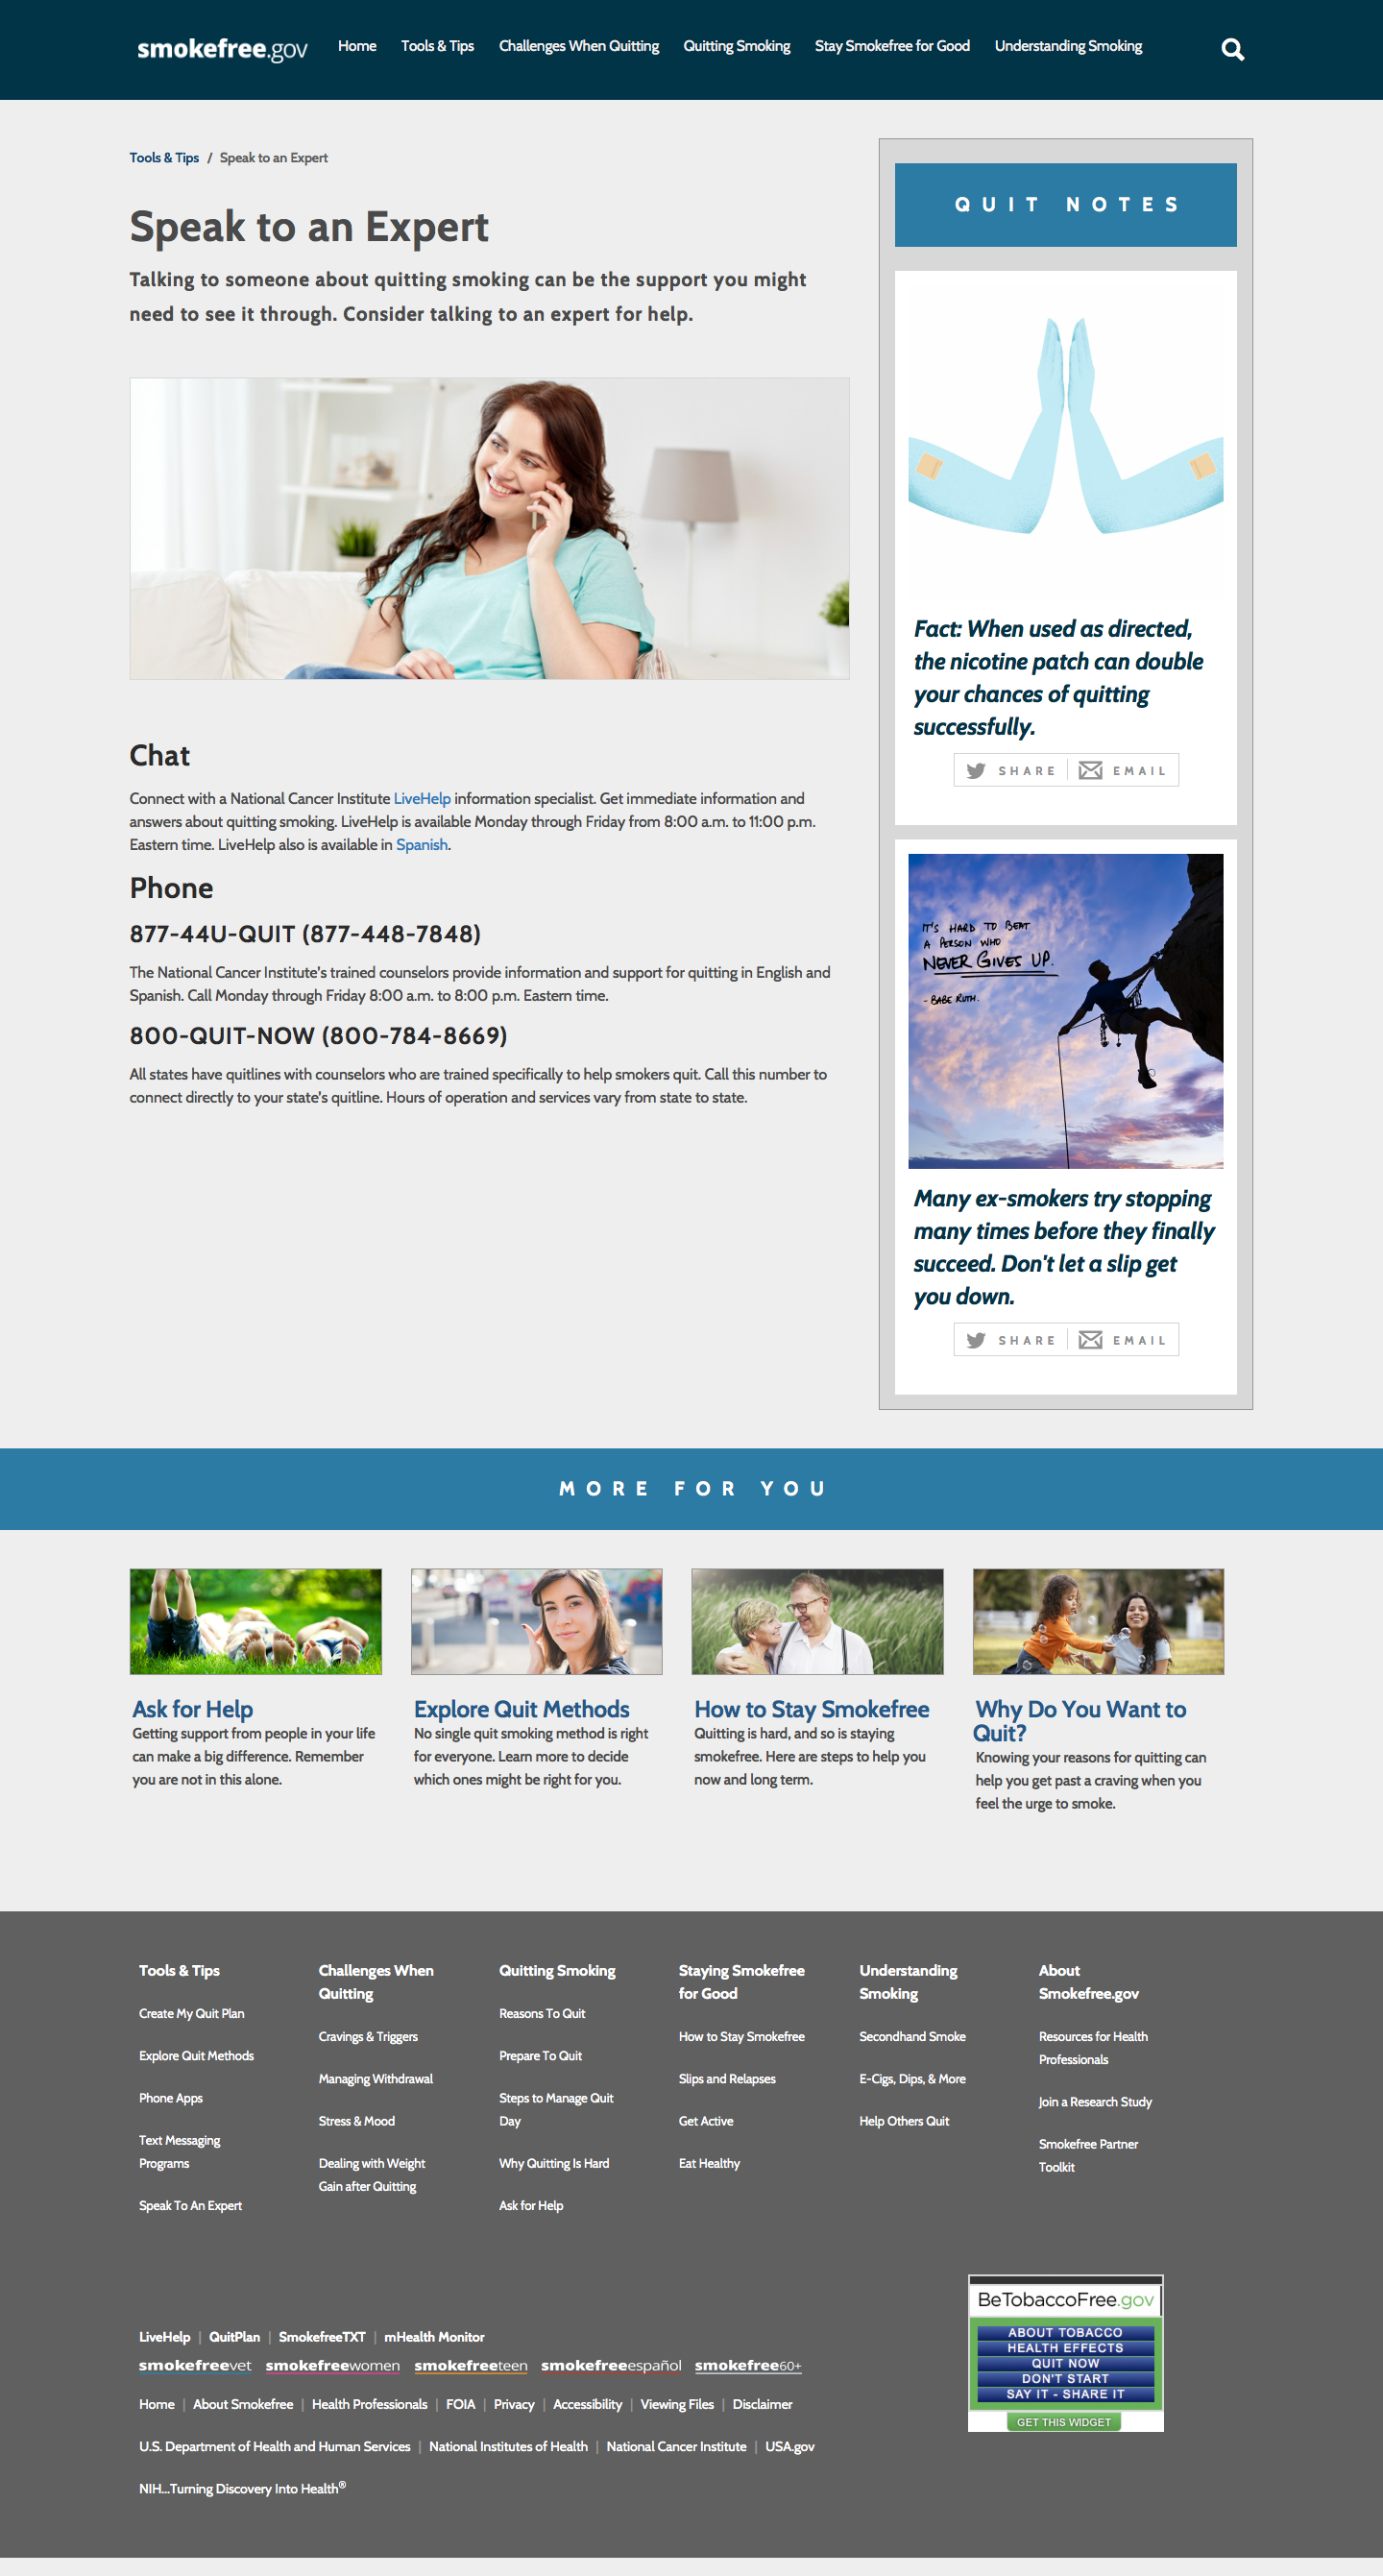 smokefree.gov
Home Tools & Tips Challenges When Quitting Quitting Smoking Stay Smokefree for Good Understanding Smoking
Tools & Tips / Speak to an Expert
Speak to an Expert
Talking to someone about quitting smoking can be the support you might
need to see it through. Consider talking to an expert for help.
Chat
Connect with a National Cancer Institute LiveHelp information specialist. Get immediate information and
answers about quitting smoking. LiveHelp is available Monday through Friday from 8:00 a.m. to 11:00 p.m.
Eastern time. LiveHelp also is available in Spanish.
Phone
877-44U-QUIT (877-448-7848)
The National Cancer Institute's trained counselors provide information and support for quitting in English and
Spanish. Call Monday through Friday 8:00 a.m. to 8:00 p.m. Eastern time.
800-QUIT-NOW (800-784-8669)
All states have quitlines with counselors who are trained specifically to help smokers quit. Call this number to
connect directly to your state's quitline. Hours of operation and services vary from state to state.
QUIT NOTES
Fact: When used as directed,
the nicotine patch can double
your chances of quitting
successfully.
SHARE EMAIL
IT'S HARD TO BEAT
A PERSON WHO
NEVER GIVES UP.
- BABE RUTH.
Many ex-smokers try stopping
many times before they finally
succeed. Don't let a slip get
you down.
SHARE EMAIL
MORE FOR YOU
Ask for Help
Getting support from people in your life
can make a big difference. Remember
you are not in this alone.
Explore Quit Methods
No single quit smoking method is right
for everyone. Learn more to decide
which ones might be right for you.
How to Stay Smokefree
Quitting is hard, and so is staying
smokefree. Here are steps to help you
now and long term.
Why Do You Want to
Quit?
Knowing your reasons for quitting can
help you get past a craving when you
feel the urge to smoke.
Tools & Tips
Create My Quit Plan
Explore Quit Methods
Phone Apps
Text Messaging
Programs
Speak To An Expert
Challenges When
Quitting
Cravings & Triggers
Managing Withdrawal
Stress & Mood
Dealing with Weight
Gain after Quitting
Quitting Smoking
Reasons To Quit
Prepare To Quit
Steps to Manage Quit
Day
Why Quitting Is Hard
Ask for Help
Staying Smokefree
for Good
How to Stay Smokefree
Slips and Relapses
Get Active
Eat Healthy
Understanding
Smoking
Secondhand Smoke
E-Cigs, Dips, & More
Help Others Quit
About
Smokefree.gov
Resources for Health
Professionals
Join a Research Study
Smokefree Partner
Toolkit
LiveHelp | QuitPlan | SmokefreeTXT | mHealth Monitor
smokefreevet smokefreewomen smokefreeteen smokefreeespañol smokefree60+
Home | About Smokefree | Health Professionals | FOIA | Privacy | Accessibility | Viewing Files | Disclaimer
U.S. Department of Health and Human Services | National Institutes of Health | National Cancer Institute | USA.gov
NIH...Turning Discovery Into Health®
BeTobaccoFree.gov
ABOUT TOBACCO
HEALTH EFFECTS
QUIT NOW
DON'T START
SAY IT - SHARE IT
GET THIS WIDGET